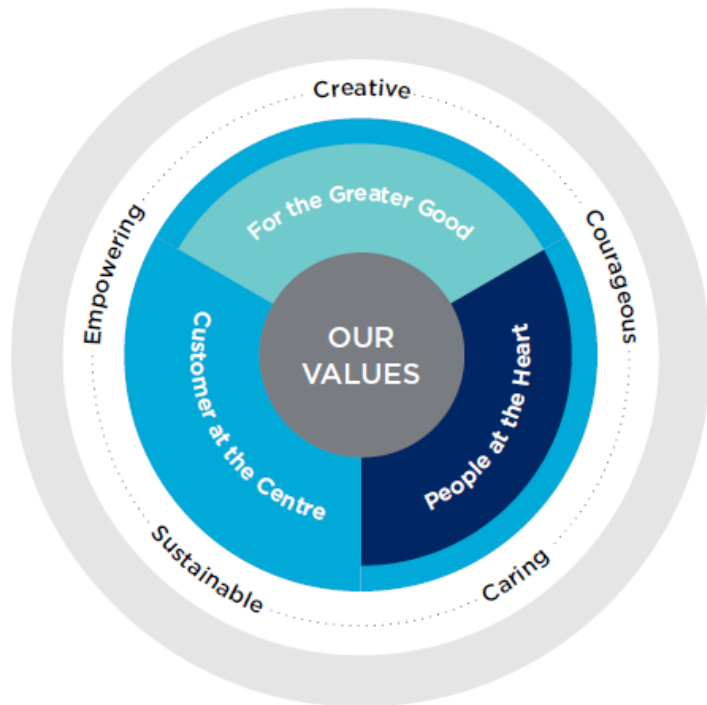 Creative
Courageous
Caring
Sustainable
Empowering
For the Greater Good
People at the Heart
Customer at the Centre
OUR
VALUES